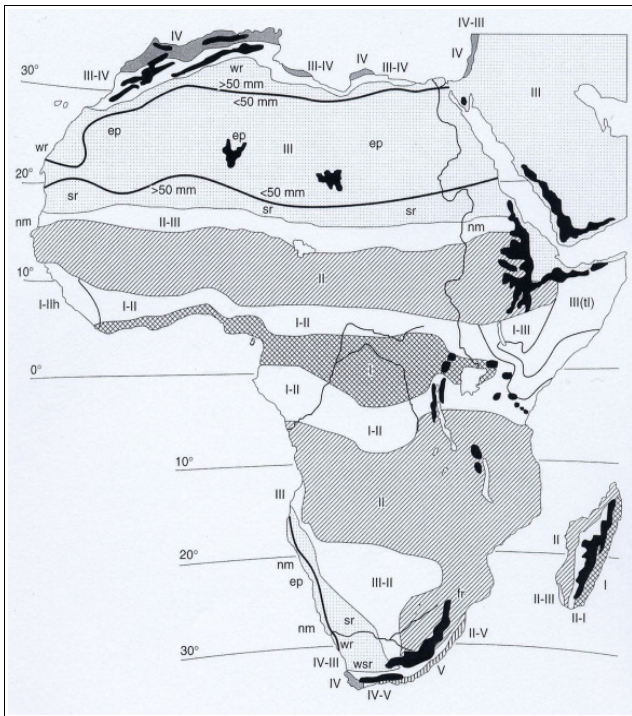 IV-III
IV
IV
IV
III-IV
III-IV
III-IV
30°
wr
>50 mm
<50 mm
III
ep
ep
III
ep
wr
20°
>50 mm
<50 mm
sr
sr
sr
nm
II-III
nm
10°
II
III(tl)
I-IIh
I-II
I-II
I-III
0°
I
I-II
I-II
10°
II
III
20°
nm
ep
II
III-II
I
II-III
II-I
fr
sr
nm
II-V
wr
30°
IV-III
wsr
V
IV
IV-V